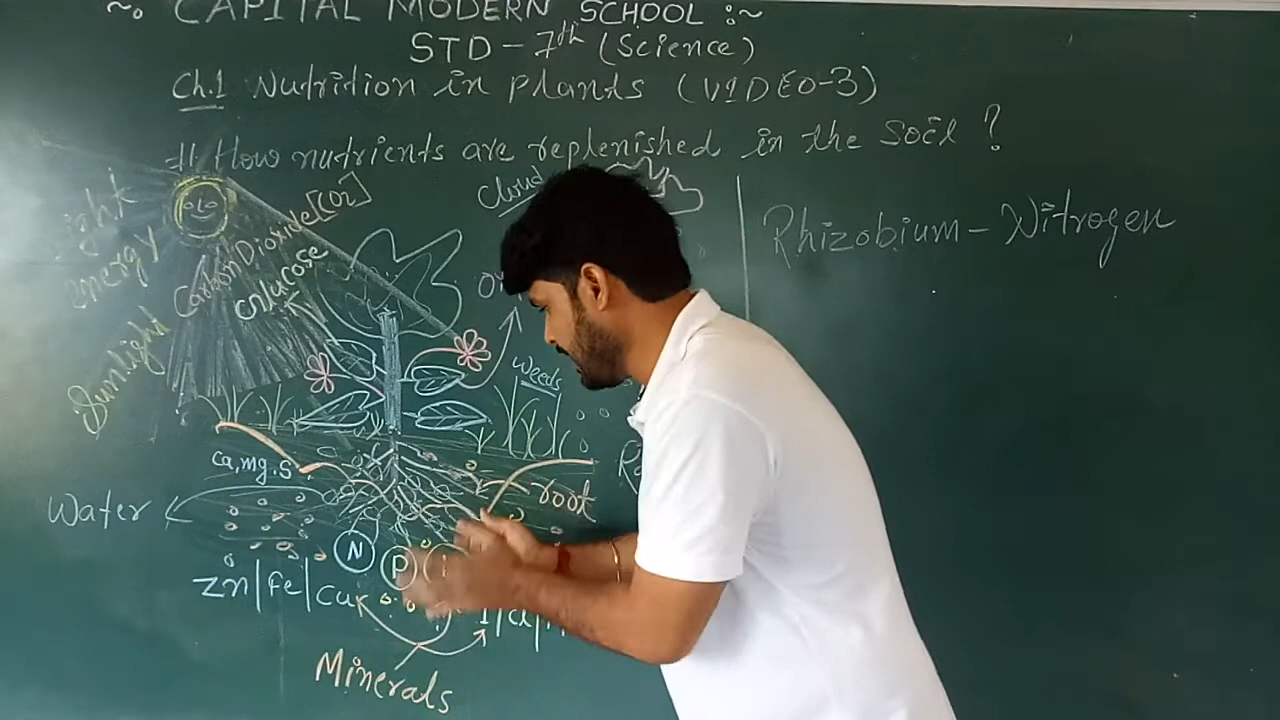 ~° CAPITAL MODERN SCHOOL :~
STD - 7th (Science)
Ch.1 Nutrition in Plants (VIDEO-3)
# How nutrients are replenished in the Soil ?
Light
energy
Sunlight
Carbon Dioxide [CO2]
Glucose
Cloud
Weeds
Ca, mg, S
Water
root
N
P
Zn | Fe | Cu
Minerals
Rhizobium - Nitrogen